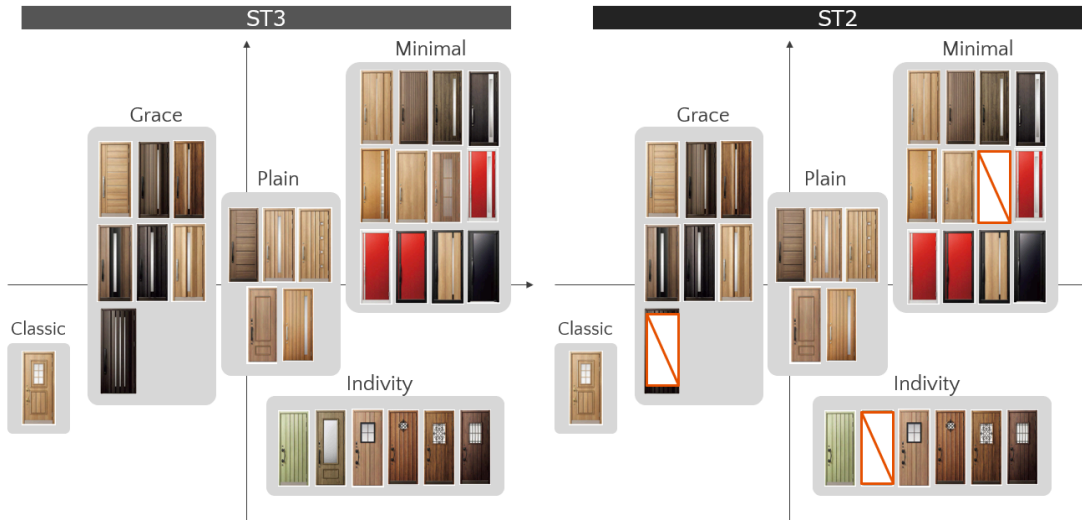 ST3
ST2
Minimal
Grace
Plain
Classic
Indivity
Minimal
Grace
Plain
Classic
Indivity